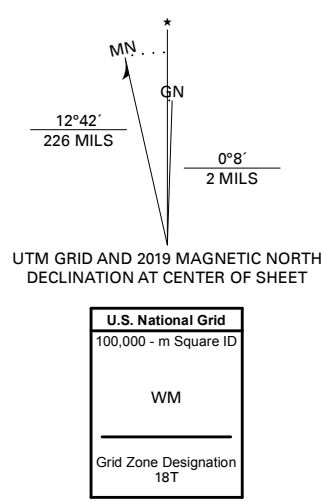 MN
GN
12°42´
226 MILS
0°8´
2 MILS
UTM GRID AND 2019 MAGNETIC NORTH
DECLINATION AT CENTER OF SHEET
U.S. National Grid
100,000 - m Square ID
WM
Grid Zone Designation
18T